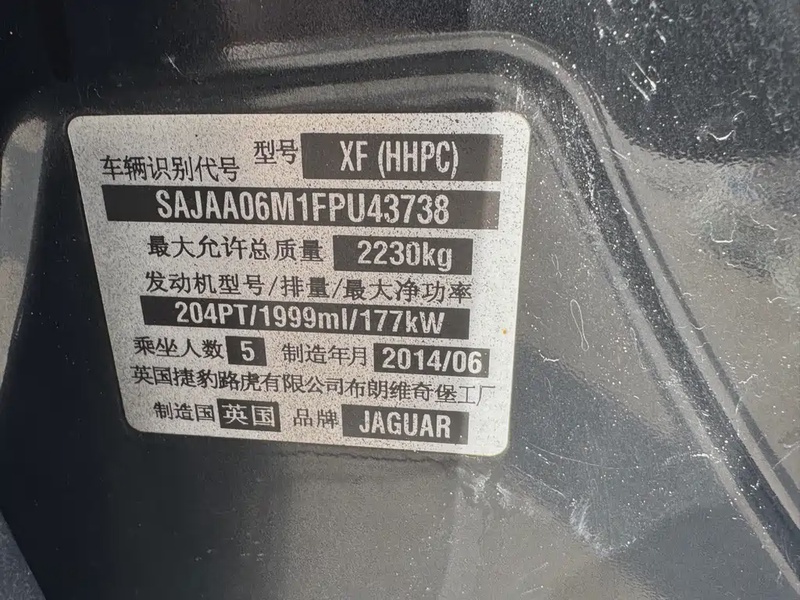 型号 XF (HHPC)
车辆识别代号
SAJAA06M1FPU43738
最大允许总质量 2230kg
发动机型号/排量/最大净功率
204PT/1999ml/177kW
乘坐人数 5 制造年月 2014/06
英国捷豹路虎有限公司布朗维奇堡工厂
制造国 英国 品牌 JAGUAR